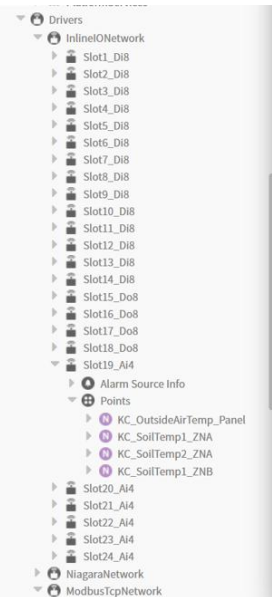 Drivers
InlineIONetwork
Slot1_Di8
Slot2_Di8
Slot3_Di8
Slot4_Di8
Slot5_Di8
Slot6_Di8
Slot7_Di8
Slot8_Di8
Slot9_Di8
Slot10_Di8
Slot11_Di8
Slot12_Di8
Slot13_Di8
Slot14_Di8
Slot15_Do8
Slot16_Do8
Slot17_Do8
Slot18_Do8
Slot19_Ai4
Alarm Source Info
Points
N KC_OutsideAirTemp_Panel
N KC_SoilTemp1_ZNA
N KC_SoilTemp2_ZNA
N KC_SoilTemp1_ZNB
Slot20_Ai4
Slot21_Ai4
Slot22_Ai4
Slot23_Ai4
Slot24_Ai4
NiagaraNetwork
ModbusTcpNetwork